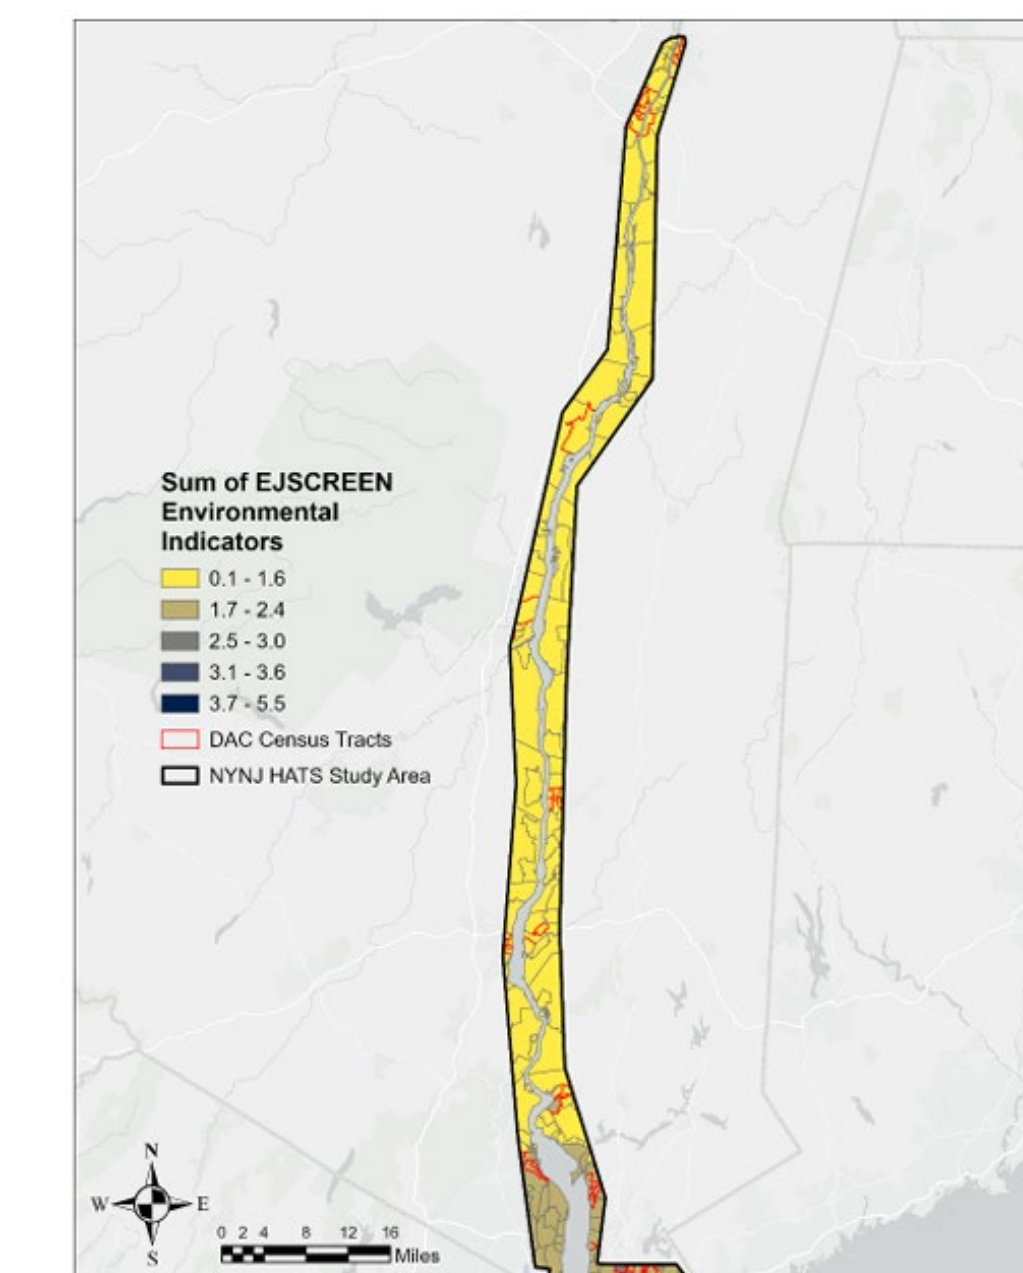 Sum of EJSCREEN
Environmental
Indicators
0.1 - 1.6
1.7 - 2.4
2.5 - 3.0
3.1 - 3.6
3.7 - 5.5
DAC Census Tracts
NYNJ HATS Study Area
N
W E
S
0 2 4 8 12 16
Miles